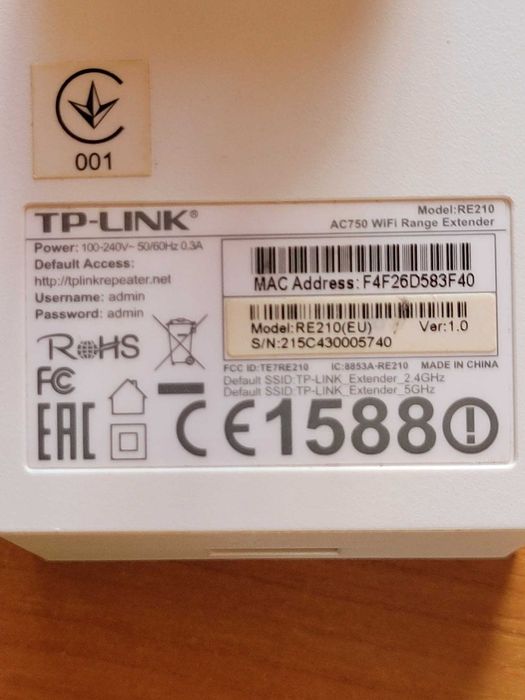 001
TP-LINK®
Model:RE210
AC750 WiFi Range Extender
Power: 100-240V~ 50/60Hz 0.3A
Default Access:
http://tplinkrepeater.net
Username: admin
Password: admin
MAC Address: F4F26D583F40
Model:RE210(EU) Ver:1.0
S/N:215C430005740
RoHS
FCC ID:TE7RE210 IC:8853A-RE210 MADE IN CHINA
Default SSID:TP-LINK_Extender_2.4GHz
Default SSID:TP-LINK_Extender_5GHz
FC
EAC
CE1588